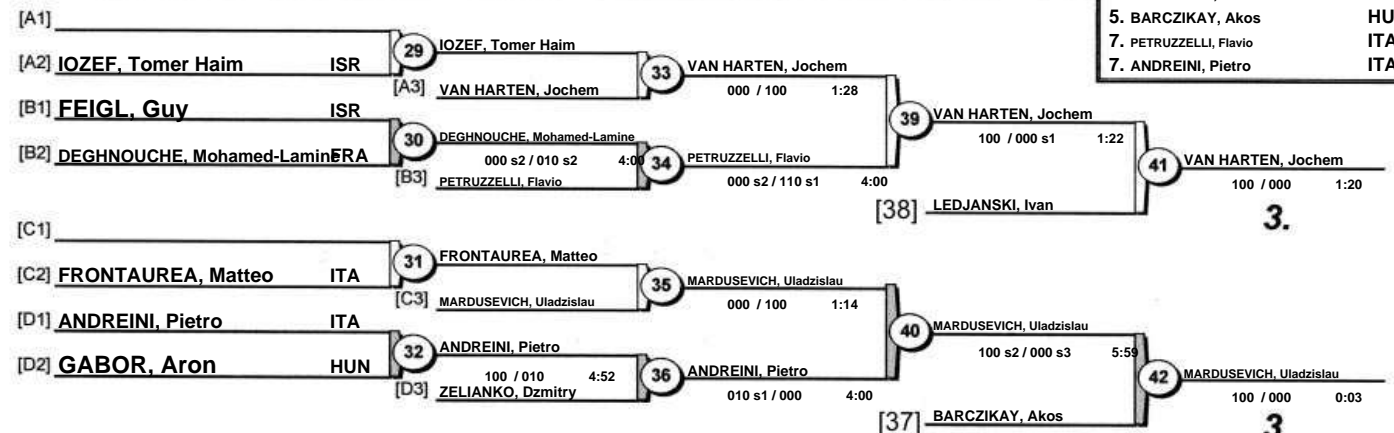 5. BARCZIKAY, Akos HU
7. PETRUZZELLI, Flavio ITA
7. ANDREINI, Pietro ITA
[A1]
[A2] IOZEF, Tomer Haim ISR
29
IOZEF, Tomer Haim
[A3] VAN HARTEN, Jochem
33
VAN HARTEN, Jochem
000 / 100 1:28
[B1] FEIGL, Guy ISR
[B2] DEGHNOUCHE, Mohamed-Lamine FRA
30
DEGHNOUCHE, Mohamed-Lamine
000 s2 / 010 s2 4:00
[B3] PETRUZZELLI, Flavio
34
PETRUZZELLI, Flavio
000 s2 / 110 s1 4:00
39
VAN HARTEN, Jochem
100 / 000 s1 1:22
[38] LEDJANSKI, Ivan
41
VAN HARTEN, Jochem
100 / 000 1:20
3.
[C1]
[C2] FRONTAUREA, Matteo ITA
31
FRONTAUREA, Matteo
[C3] MARDUSEVICH, Uladzislau
35
MARDUSEVICH, Uladzislau
000 / 100 1:14
[D1] ANDREINI, Pietro ITA
[D2] GABOR, Aron HUN
32
ANDREINI, Pietro
100 / 010 4:52
[D3] ZELIANKO, Dzmitry
36
ANDREINI, Pietro
010 s1 / 000 4:00
40
MARDUSEVICH, Uladzislau
100 s2 / 000 s3 5:59
[37] BARCZIKAY, Akos
42
MARDUSEVICH, Uladzislau
100 / 000 0:03
3